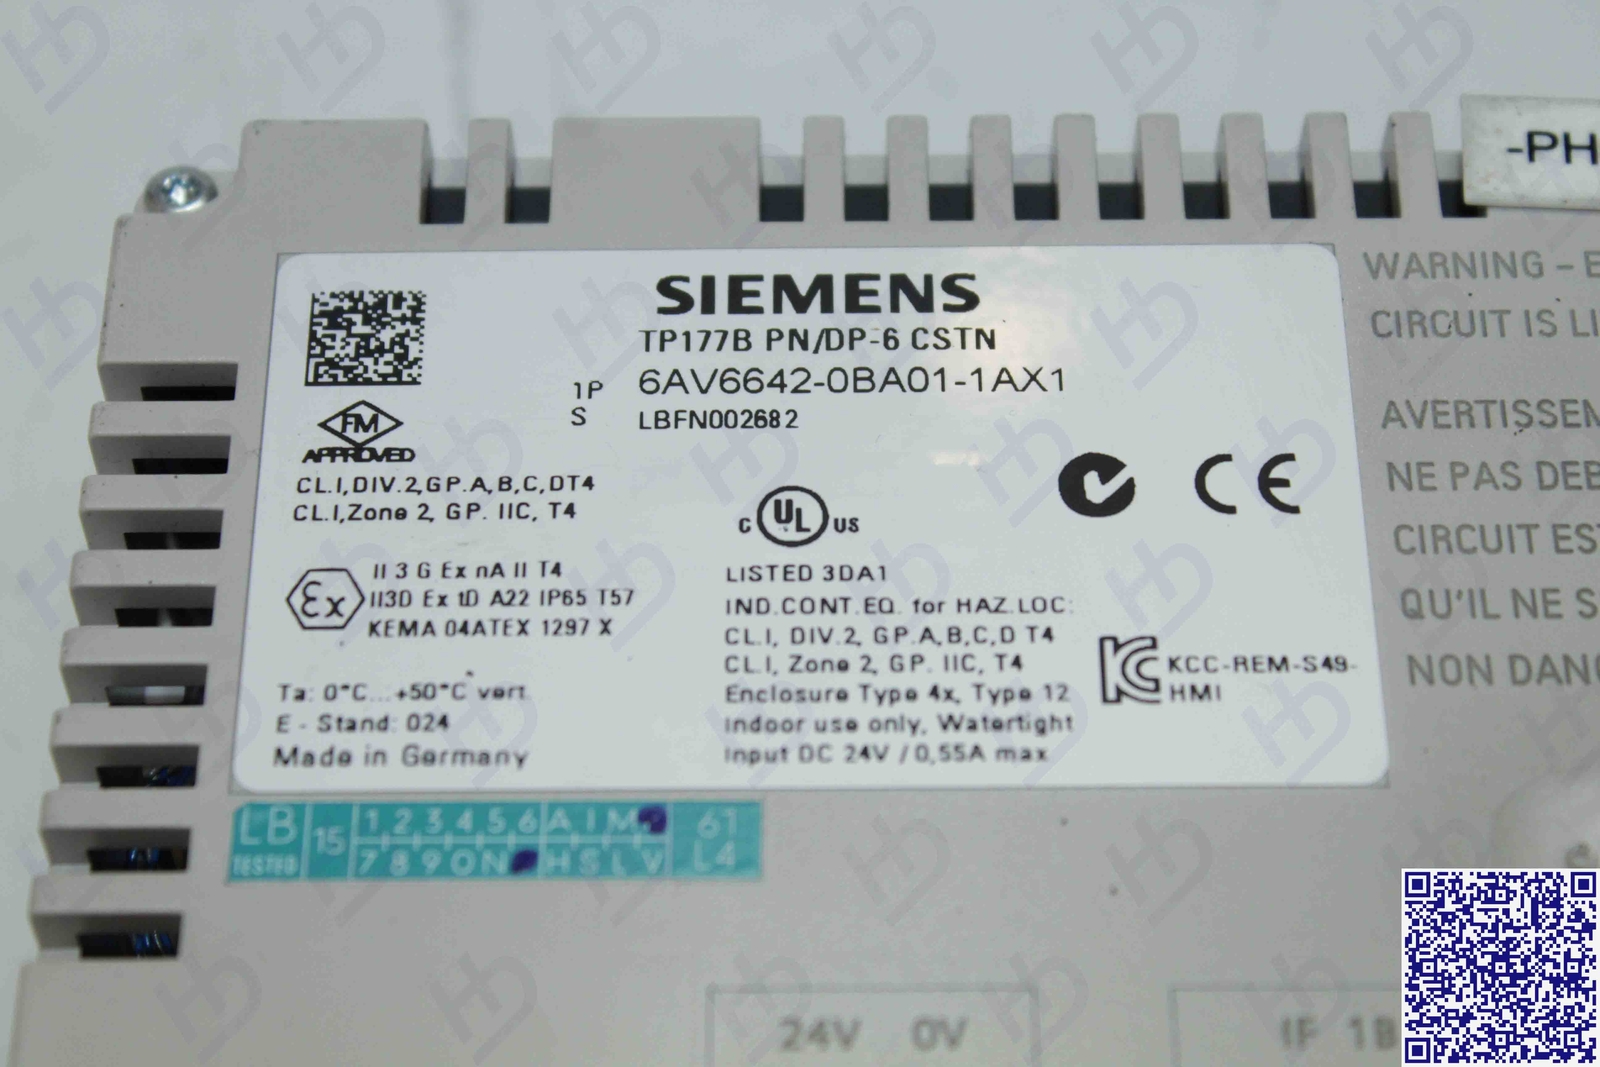 -PH
SIEMENS
TP177B PN/DP-6 CSTN
1P 6AV6642-0BA01-1AX1
S LBFN002682
FM
APPROVED
CL.I,DIV.2,GP.A,B,C,DT4
CL.I,Zone 2, GP. IIC, T4
Ex II 3 G Ex nA II T4
II3D Ex tD A22 IP65 T57
KEMA 04ATEX 1297 X
Ta: 0°C...+50°C vert
E - Stand: 024
Made in Germany
C UL US
LISTED 3DA1
IND.CONT.EQ. for HAZ.LOC:
CL.I, DIV.2, GP.A,B,C,D T4
CL.I, Zone 2, GP. IIC, T4
Enclosure Type 4x, Type 12
Indoor use only, Watertight
Input DC 24V / 0,55A max
CE
KCC-REM-S49-
HMI
WARNING - E
CIRCUIT IS LI
AVERTISSEM
NE PAS DEB
CIRCUIT ES
QU'IL NE S
NON DANG
LB 15 1 2 3 4 5 6 A I M 61
TESTED 7 8 9 O N H S L V L4
24V 0V
IF 1B